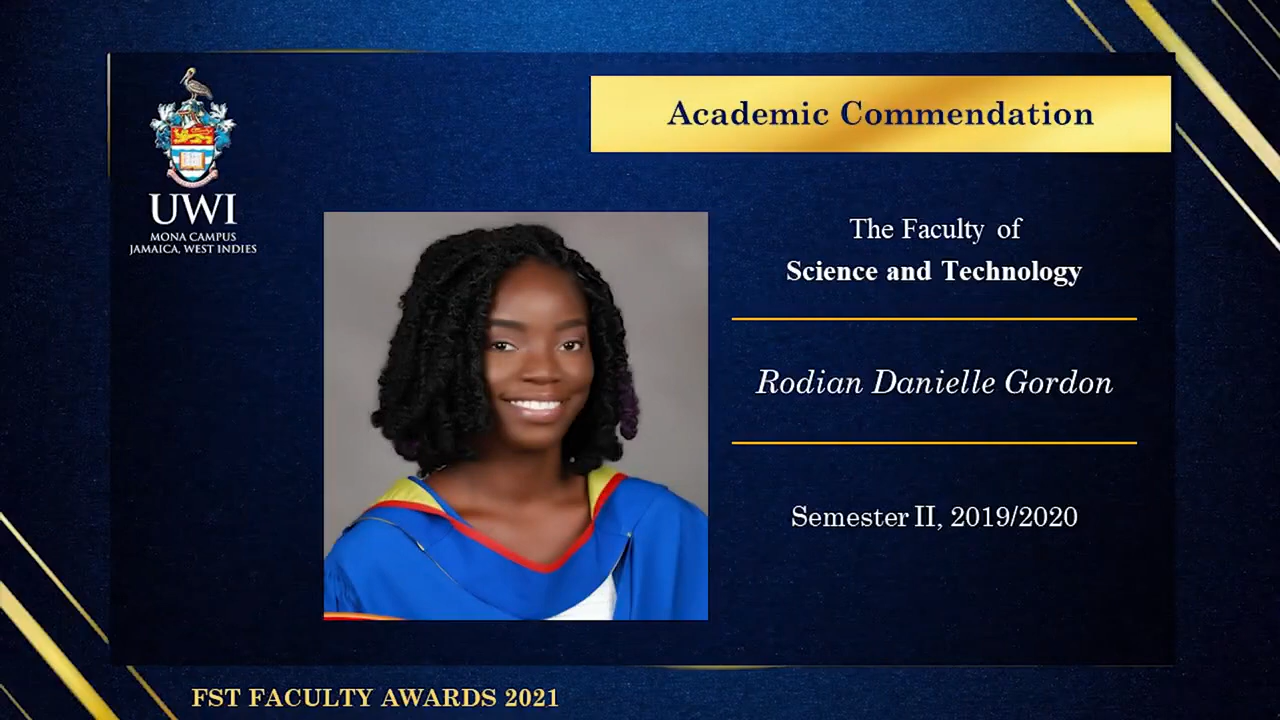 UWI
MONA CAMPUS
JAMAICA, WEST INDIES
Academic Commendation
The Faculty of
Science and Technology
Rodian Danielle Gordon
Semester II, 2019/2020
FST FACULTY AWARDS 2021